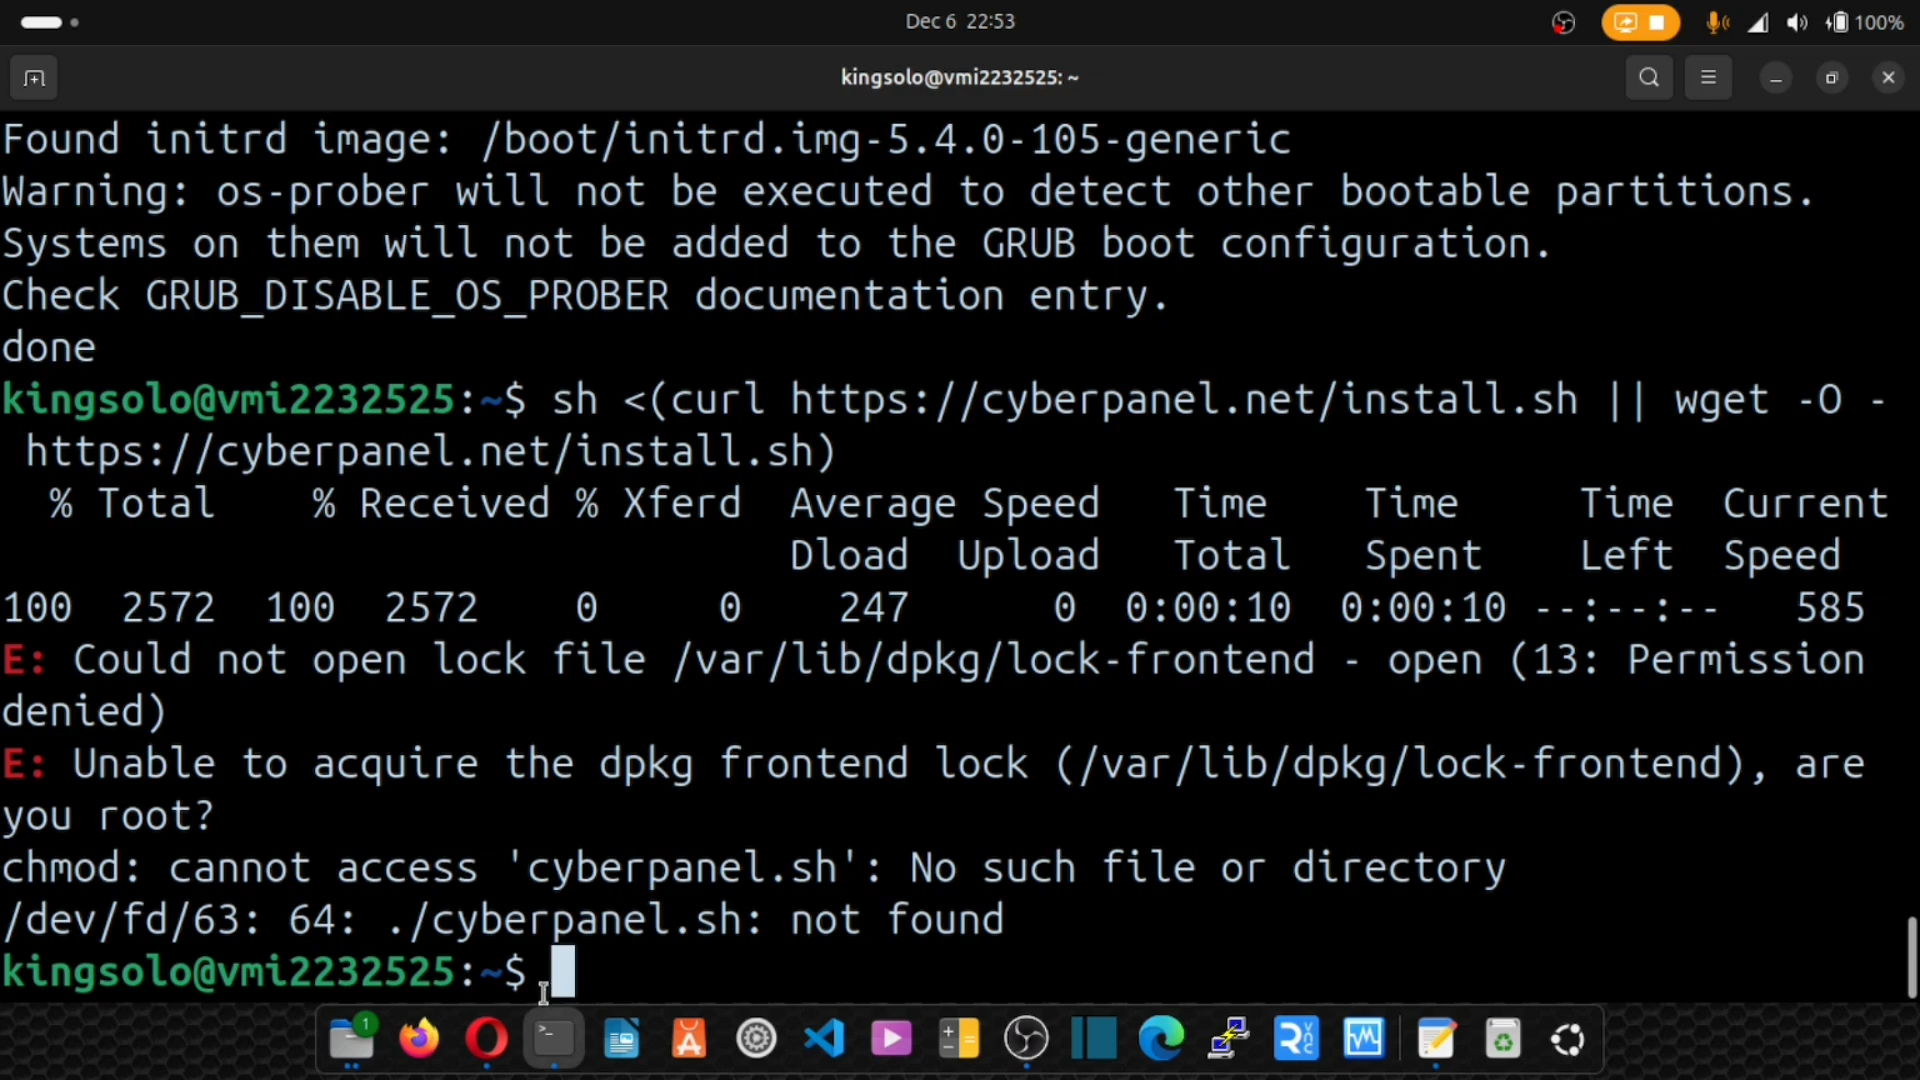 Dec 6 22:53
100%
kingsolo@vmi2232525: ~
Found initrd image: /boot/initrd.img-5.4.0-105-generic
Warning: os-prober will not be executed to detect other bootable partitions.
Systems on them will not be added to the GRUB boot configuration.
Check GRUB_DISABLE_OS_PROBER documentation entry.
done
kingsolo@vmi2232525:~$ sh <(curl https://cyberpanel.net/install.sh || wget -O -
https://cyberpanel.net/install.sh)
% Total % Received % Xferd Average Speed Time Time Time Current
Dload Upload Total Spent Left Speed
100 2572 100 2572 0 0 247 0 0:00:10 0:00:10 --:--:-- 585
E: Could not open lock file /var/lib/dpkg/lock-frontend - open (13: Permission
denied)
E: Unable to acquire the dpkg frontend lock (/var/lib/dpkg/lock-frontend), are
you root?
chmod: cannot access 'cyberpanel.sh': No such file or directory
/dev/fd/63: 64: ./cyberpanel.sh: not found
kingsolo@vmi2232525:~$
1